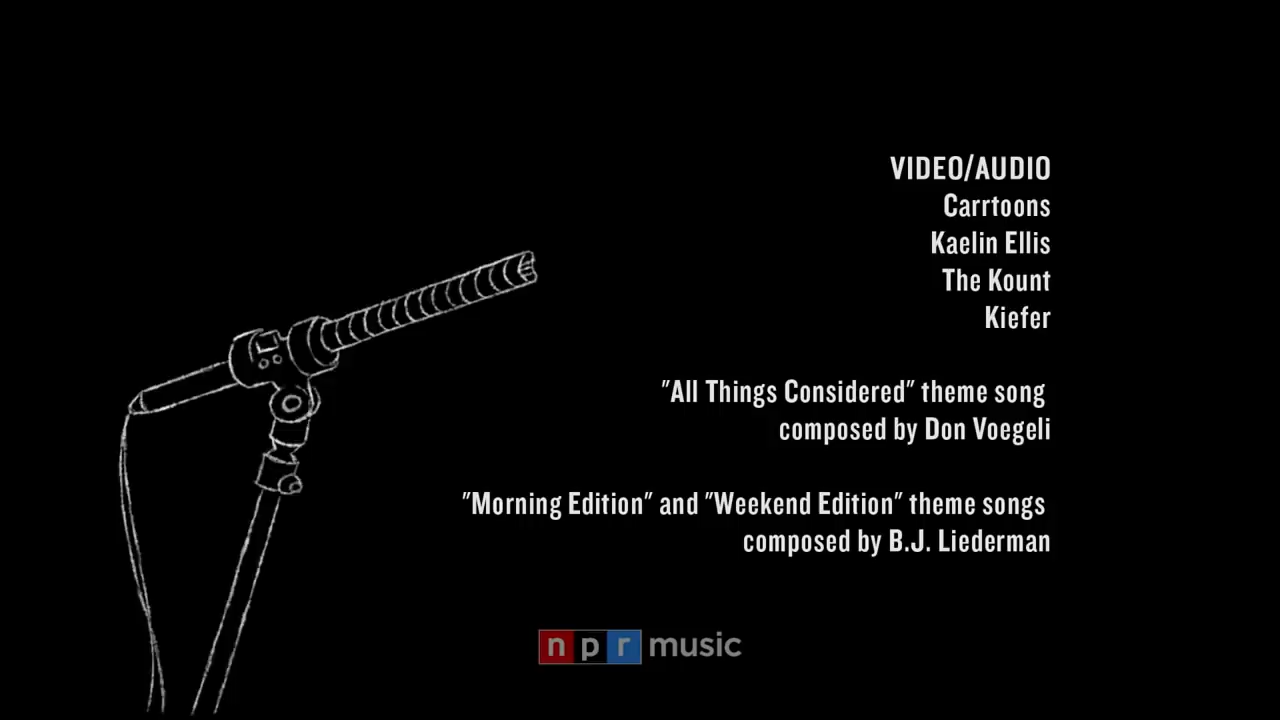 VIDEO/AUDIO
Carrtoons
Kaelin Ellis
The Kount
Kiefer
"All Things Considered" theme song
composed by Don Voegeli
"Morning Edition" and "Weekend Edition" theme songs
composed by B.J. Liederman
npr music